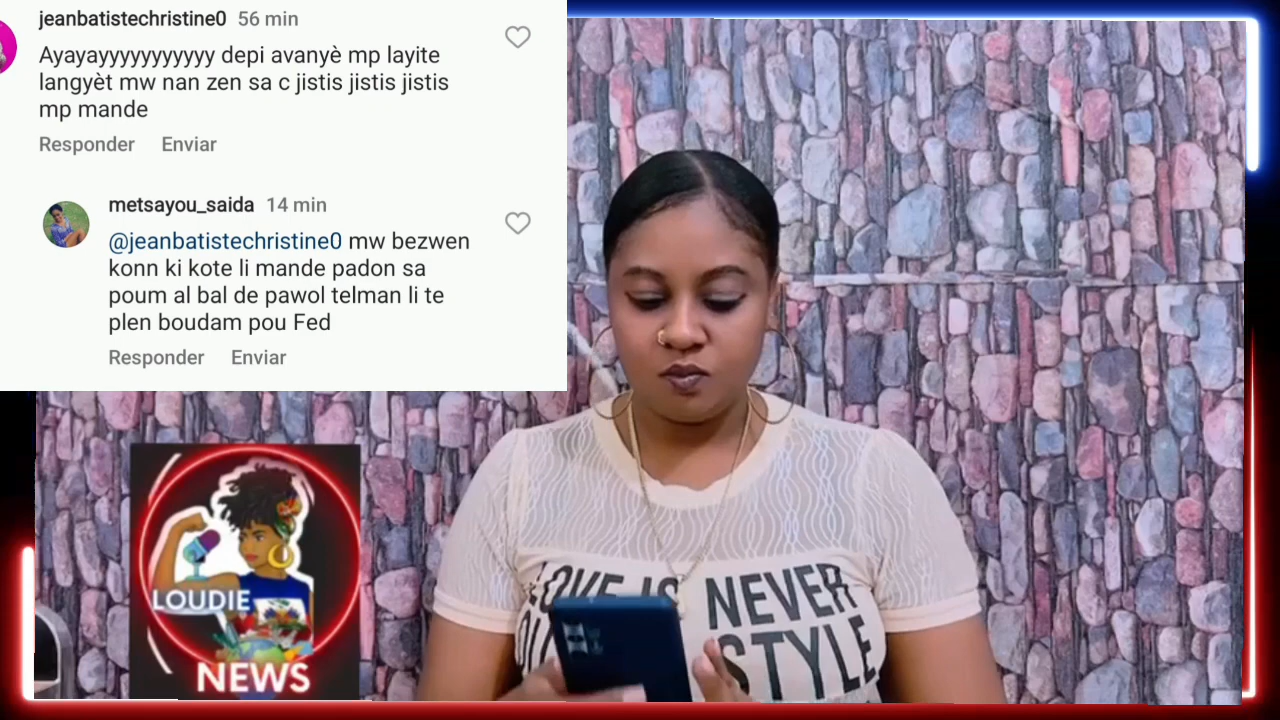 jeanbatistechristine0 56 min
Ayayayyyyyyyyyyy depi avanyè mp layite
langyèt mw nan zen sa c jistis jistis jistis
mp mande
Responder Enviar
metsayou_saida 14 min
@jeanbatistechristine0 mw bezwen
konn ki kote li mande padon sa
poum al bal de pawol telman li te
plen boudam pou Fed
Responder Enviar
LOUDIE
NEWS
LOVE IS NEVER
STYLE